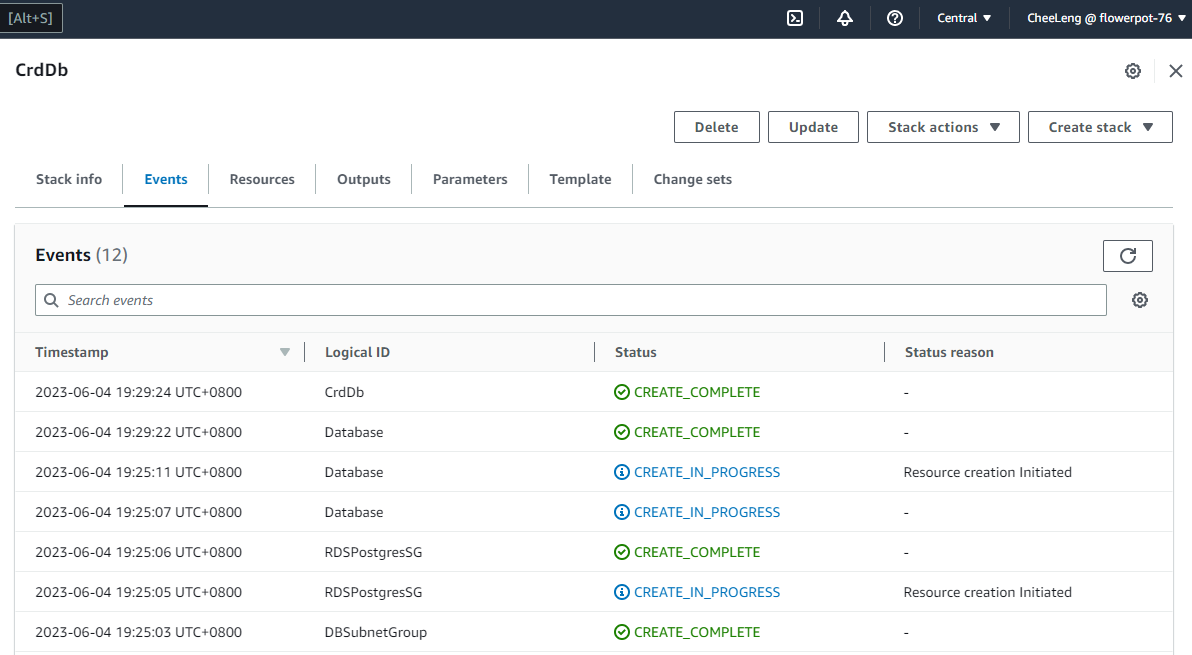 [Alt+S] Central CheeLeng @ flowerpot-76
CrdDb
Delete Update Stack actions Create stack
Stack info Events Resources Outputs Parameters Template Change sets
Events (12)
Search events
Timestamp Logical ID Status Status reason
2023-06-04 19:29:24 UTC+0800 CrdDb CREATE_COMPLETE -
2023-06-04 19:29:22 UTC+0800 Database CREATE_COMPLETE -
2023-06-04 19:25:11 UTC+0800 Database CREATE_IN_PROGRESS Resource creation Initiated
2023-06-04 19:25:07 UTC+0800 Database CREATE_IN_PROGRESS -
2023-06-04 19:25:06 UTC+0800 RDSPostgresSG CREATE_COMPLETE -
2023-06-04 19:25:05 UTC+0800 RDSPostgresSG CREATE_IN_PROGRESS Resource creation Initiated
2023-06-04 19:25:03 UTC+0800 DBSubnetGroup CREATE_COMPLETE -